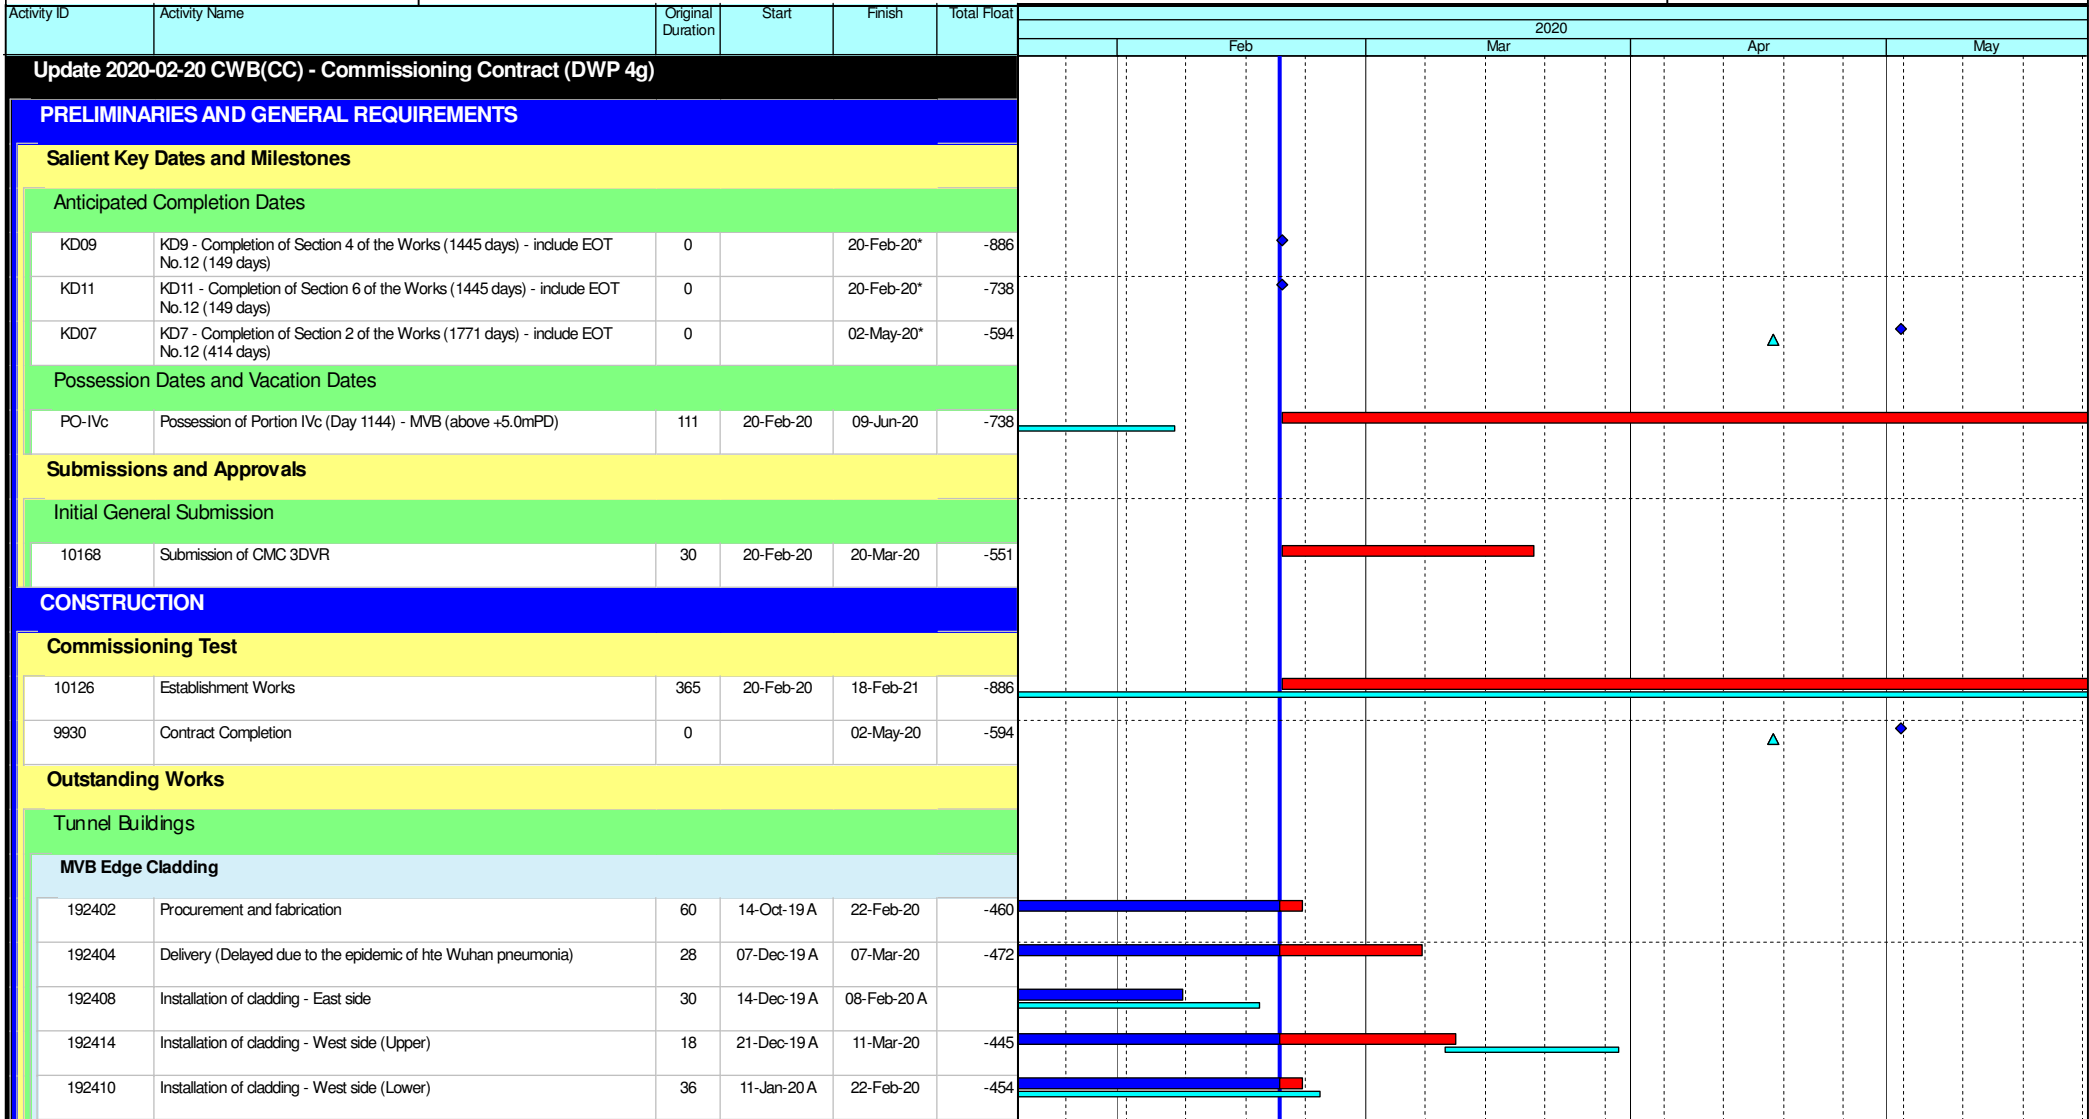 Activity ID Activity Name Original Duration Start Finish Total Float
2020
Feb Mar Apr May
Update 2020-02-20 CWB(CC) - Commissioning Contract (DWP 4g)
PRELIMINARIES AND GENERAL REQUIREMENTS
Salient Key Dates and Milestones
Anticipated Completion Dates
KD09 KD9 - Completion of Section 4 of the Works (1445 days) - include EOT 0 20-Feb-20* -886
No.12 (149 days)
KD11 KD11 - Completion of Section 6 of the Works (1445 days) - include EOT 0 20-Feb-20* -738
No.12 (149 days)
KD07 KD7 - Completion of Section 2 of the Works (1771 days) - include EOT 0 02-May-20* -594
No.12 (414 days)
Possession Dates and Vacation Dates
PO-IVc Possession of Portion IVc (Day 1144) - MVB (above +5.0mPD) 111 20-Feb-20 09-Jun-20 -738
Submissions and Approvals
Initial General Submission
10168 Submission of CMC 3DVR 30 20-Feb-20 20-Mar-20 -551
CONSTRUCTION
Commissioning Test
10126 Establishment Works 365 20-Feb-20 18-Feb-21 -886
9930 Contract Completion 0 02-May-20 -594
Outstanding Works
Tunnel Buildings
MVB Edge Cladding
192402 Procurement and fabrication 60 14-Oct-19 A 22-Feb-20 -460
192404 Delivery (Delayed due to the epidemic of hte Wuhan pneumonia) 28 07-Dec-19 A 07-Mar-20 -472
192408 Installation of cladding - East side 30 14-Dec-19 A 08-Feb-20 A
192414 Installation of cladding - West side (Upper) 18 21-Dec-19 A 11-Mar-20 -445
192410 Installation of cladding - West side (Lower) 36 11-Jan-20 A 22-Feb-20 -454